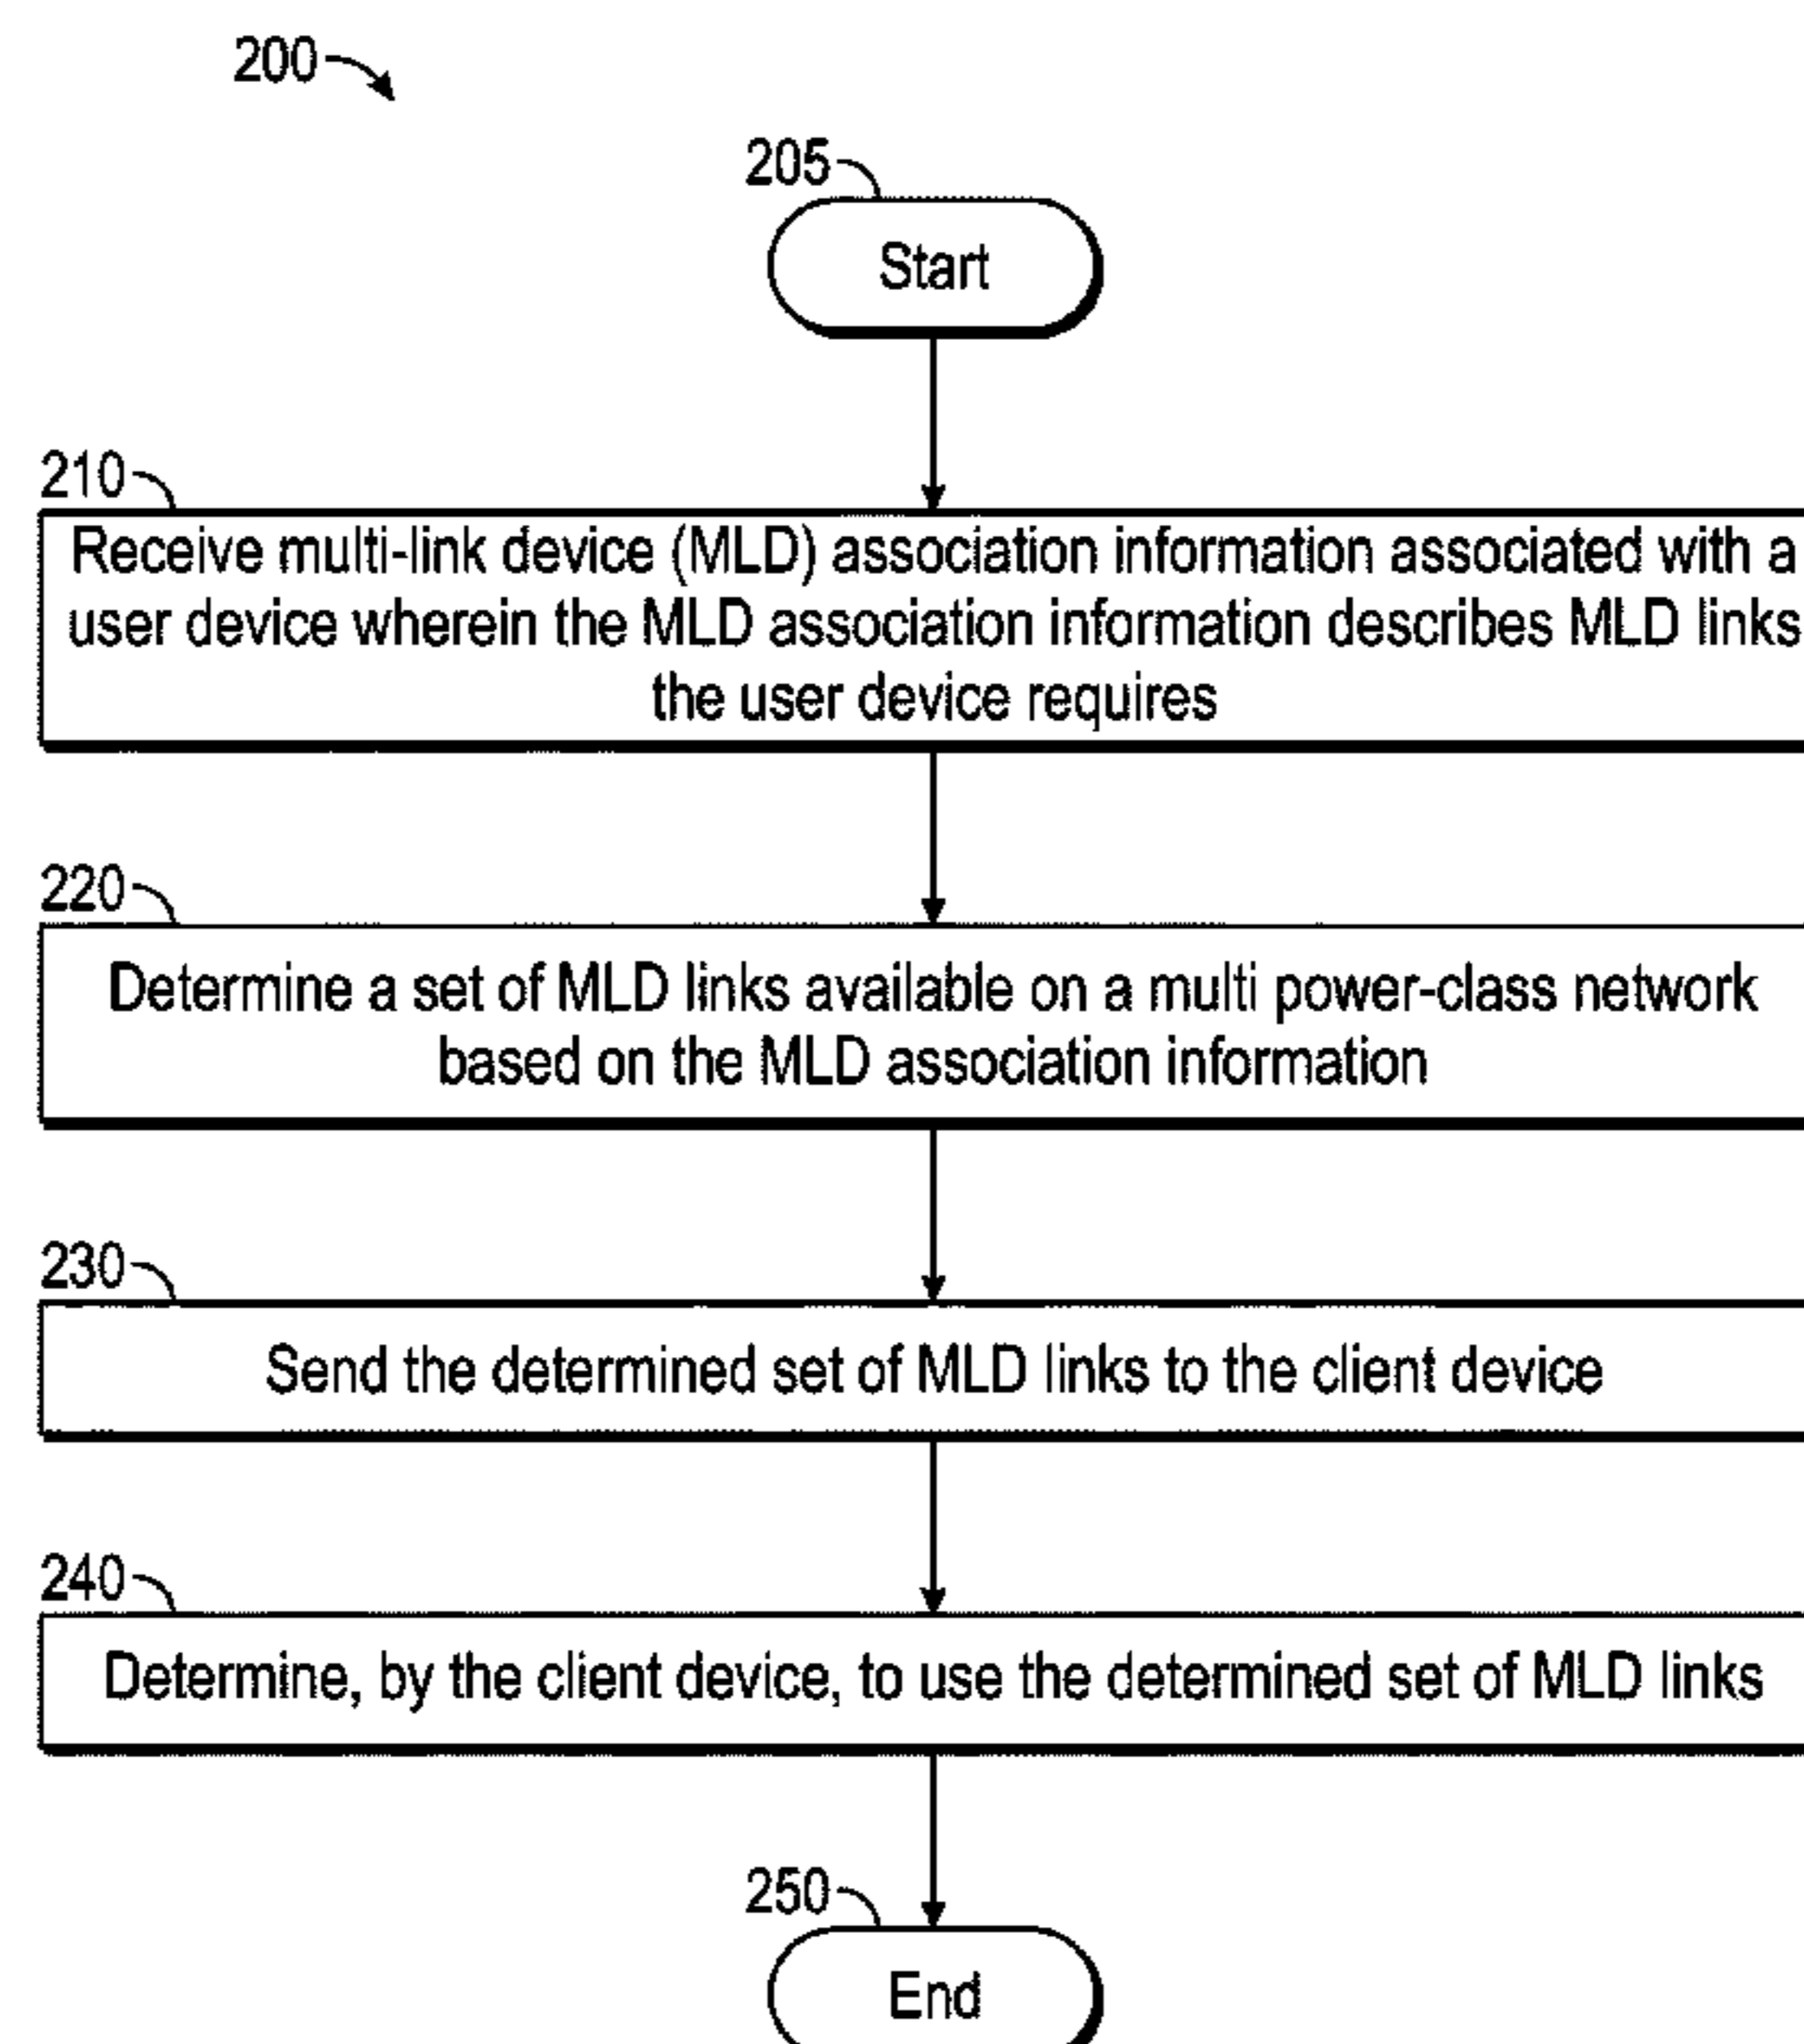 200
205
Start
210
Receive multi-link device (MLD) association information associated with a
user device wherein the MLD association information describes MLD links
the user device requires
220
Determine a set of MLD links available on a multi power-class network
based on the MLD association information
230
Send the determined set of MLD links to the client device
240
Determine, by the client device, to use the determined set of MLD links
250
End